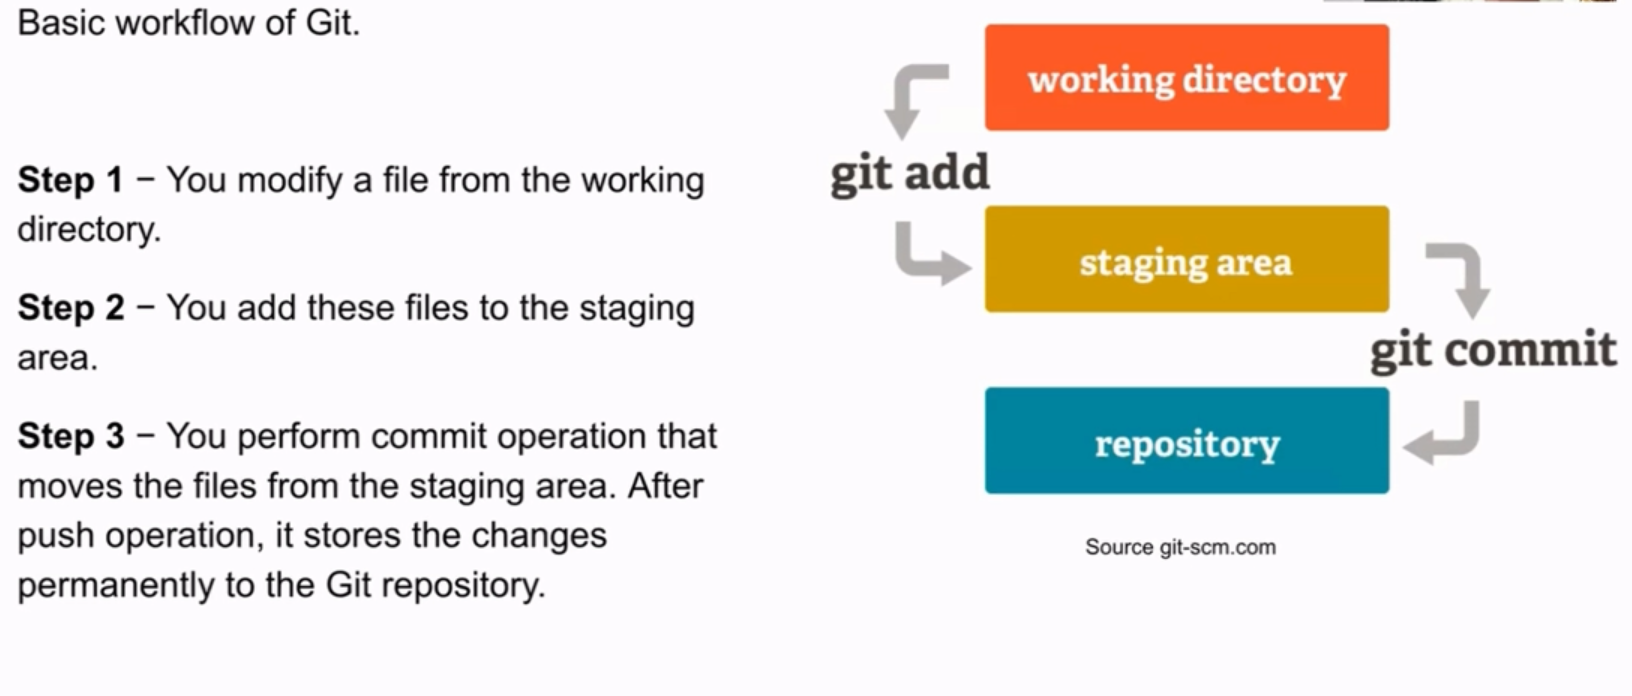 Basic workflow of Git.
Step 1 − You modify a file from the working
directory.
Step 2 − You add these files to the staging
area.
Step 3 − You perform commit operation that
moves the files from the staging area. After
push operation, it stores the changes
permanently to the Git repository.
working directory
git add
staging area
git commit
repository
Source git-scm.com